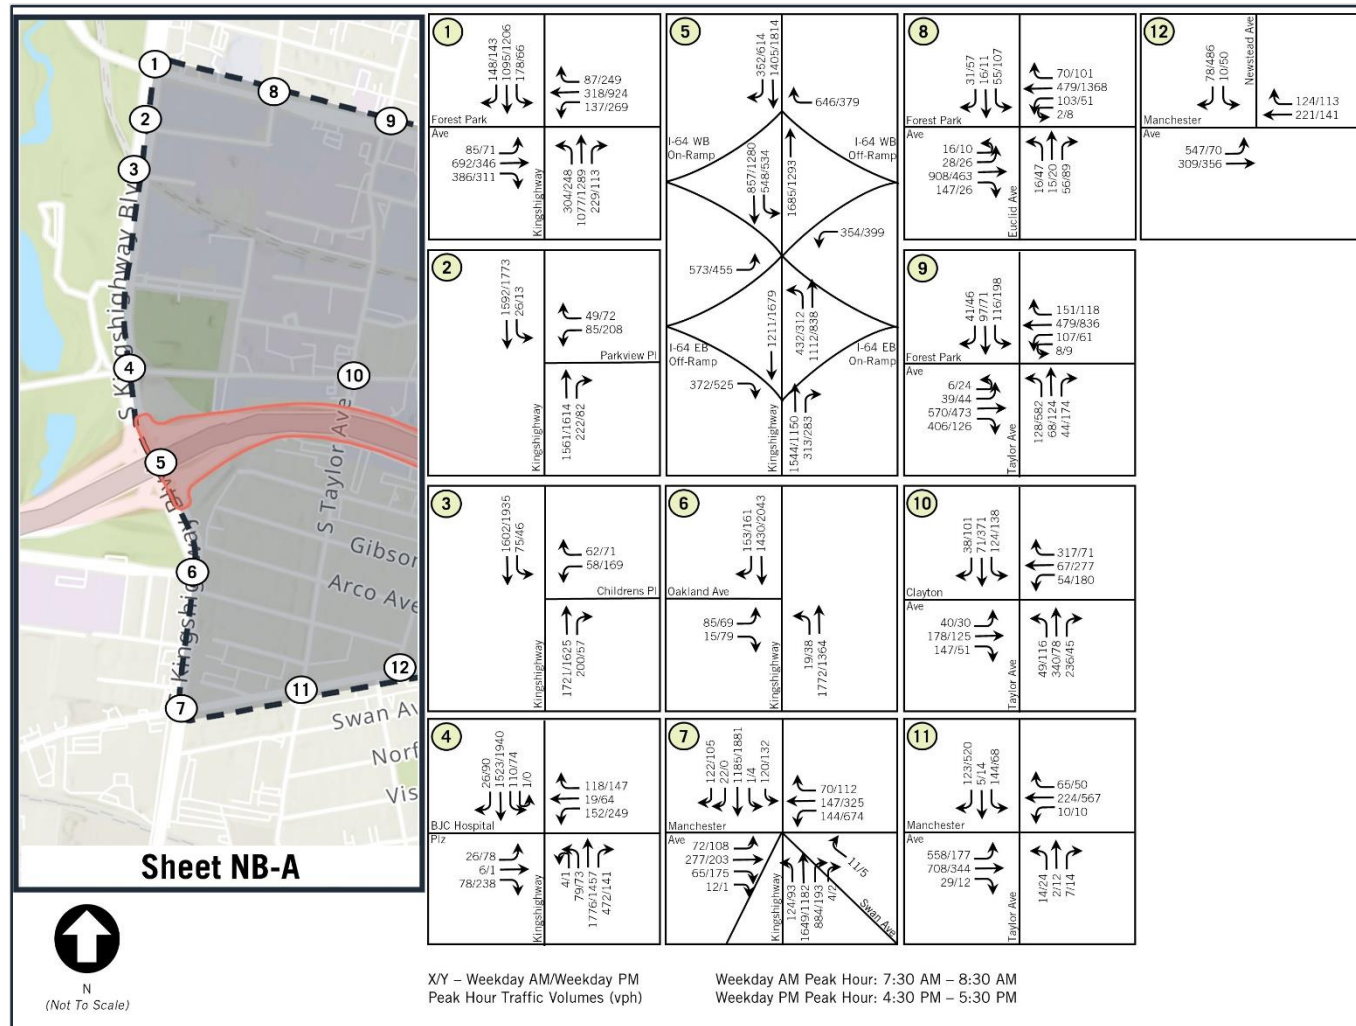 1
2
3
4
5
6
7
8
9
10
11
12
S Kingshighway Blv
S Taylor Ave
Gibson
Arco Ave
Swan Av
Norf
Vis
Sheet NB-A
N
(Not To Scale)
1
148/143
1095/1206
178/66
87/249
318/924
137/269
Forest Park
Ave
85/71
692/346
386/311
Kingshighway
304/248
1077/1289
229/113
2
1592/1773
26/13
49/72
85/208
Parkview Pl
Kingshighway
1561/1614
222/82
3
1602/1935
75/46
62/71
58/169
Childrens Pl
Kingshighway
1721/1625
200/57
4
26/90
1523/1940
110/74
1/0
118/147
19/64
152/249
BJC Hospital
Plz
26/78
6/1
78/238
Kingshighway
4/1
79/73
1776/1457
472/141
5
352/614
1405/1814
646/379
I-64 WB
On-Ramp
I-64 WB
Off-Ramp
857/1280
548/534
1685/1293
354/399
573/455
1211/1679
432/312
1112/838
I-64 EB
Off-Ramp
I-64 EB
On-Ramp
372/525
Kingshighway
1544/1150
313/283
6
153/161
1430/2043
Oakland Ave
85/69
15/79
Kingshighway
19/38
1772/1364
7
122/105
22/0
1185/1881
1/4
120/132
70/112
147/325
144/674
Manchester
Ave
72/108
277/203
65/175
12/1
Kingshighway
124/93
1649/1182
884/193
4/2
11/5
Swan Ave
8
31/57
16/11
55/107
70/101
479/1368
103/51
2/8
Forest Park
Ave
16/10
28/26
908/463
147/26
Euclid Ave
16/47
15/20
56/89
9
41/46
97/71
116/198
151/118
479/836
107/61
8/9
Forest Park
Ave
6/24
39/44
570/473
406/126
Taylor Ave
128/582
68/124
44/174
10
38/101
71/371
124/138
317/71
67/277
54/180
Clayton
Ave
40/30
178/125
147/51
Taylor Ave
49/116
340/78
236/45
11
123/520
5/14
144/68
65/50
224/567
10/10
Manchester
Ave
558/177
708/344
29/12
Taylor Ave
14/24
2/12
7/14
12
78/486
10/50
Newstead Ave
124/113
221/141
Manchester
Ave
547/70
309/356
X/Y – Weekday AM/Weekday PM
Peak Hour Traffic Volumes (vph)
Weekday AM Peak Hour: 7:30 AM – 8:30 AM
Weekday PM Peak Hour: 4:30 PM – 5:30 PM